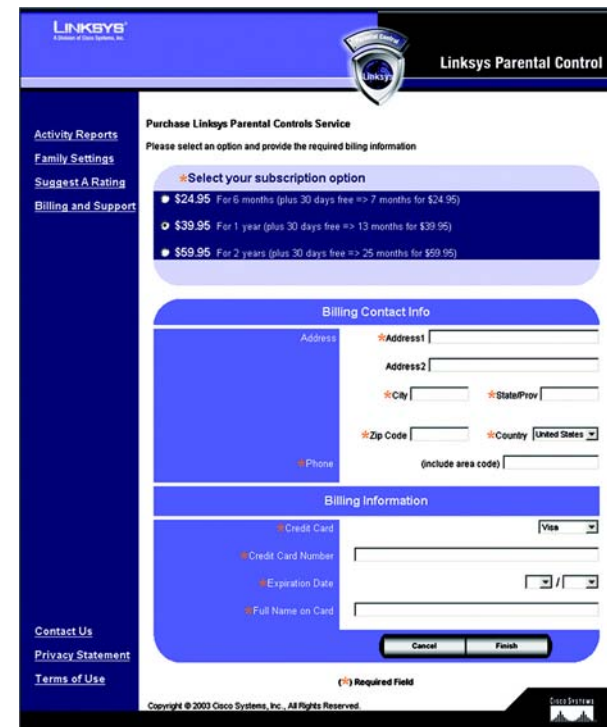 LINKSYS®
A Division of Cisco Systems, Inc.
Parental Control
Linksys
Linksys Parental Control
Activity Reports
Family Settings
Suggest A Rating
Billing and Support
Purchase Linksys Parental Controls Service
Please select an option and provide the required biling information
*Select your subscription option
$24.95 For 6 months (plus 30 days free => 7 months for $24.95)
$39.95 For 1 year (plus 30 days free => 13 months for $39.95)
$59.95 For 2 years (plus 30 days free => 25 months for $59.95)
Billing Contact Info
Address *Address1
Address2
*City *State/Prov
*Zip Code *Country United States
*Phone (include area code)
Billing Information
*Credit Card Visa
*Credit Card Number
*Expiration Date /
*Full Name on Card
Cancel Finish
(*) Required Field
Contact Us
Privacy Statement
Terms of Use
Copyright © 2003 Cisco Systems, Inc., All Rights Reserved.
CISCO SYSTEMS